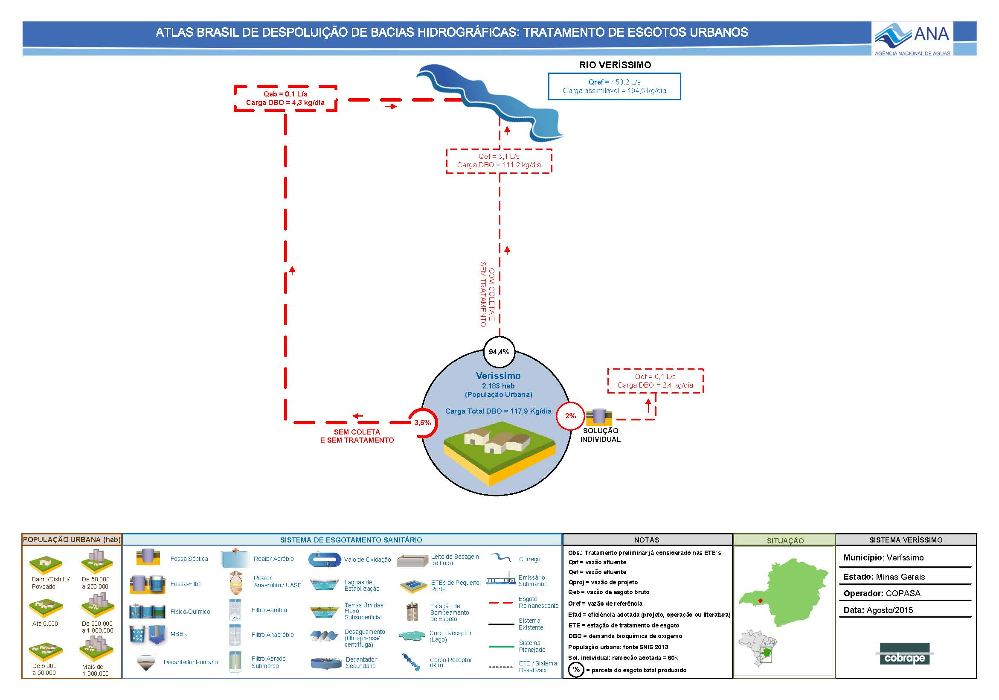 ATLAS BRASIL DE DESPOLUIÇÃO DE BACIAS HIDROGRÁFICAS: TRATAMENTO DE ESGOTOS URBANOS
ANA
AGÊNCIA NACIONAL DE ÁGUAS
RIO VERÍSSIMO
Qref = 450,2 L/s
Carga assimilável = 194,5 kg/dia
Qeb = 0,1 L/s
Carga DBO = 4,3 kg/dia
Qef = 3,1 L/s
Carga DBO = 111,2 kg/dia
COM COLETA E
SEM TRATAMENTO
94,4%
Veríssimo
2.183 hab
(População Urbana)
Carga Total DBO = 117,9 Kg/dia
Qef = 0,1 L/s
Carga DBO = 2,4 kg/dia
3,6%
2%
SEM COLETA
E SEM TRATAMENTO
SOLUÇÃO
INDIVIDUAL
POPULAÇÃO URBANA (hab)
Bairro/Distrito/
Povoado
De 50.000
a 250.000
Até 5.000
De 250.000
a 1.000.000
De 5.000
a 50.000
Mais de
1.000.000
SISTEMA DE ESGOTAMENTO SANITÁRIO
Fossa Séptica
Fossa-Filtro
Físico-Químico
MBBR
Decantador Primário
Reator Aeróbio
Reator
Anaeróbio / UASB
Filtro Aeróbio
Filtro Anaeróbio
Filtro Aerado
Submerso
Valo de Oxidação
Lagoas de
Estabilização
Terras Úmidas
Fluxo
Subsuperficial
Desaguamento
(filtro-prensa/
centrífuga)
Decantador
Secundário
Leito de Secagem
de Lodo
ETEs de Pequeno
Porte
Estação de
Bombeamento
de Esgoto
Corpo Receptor
(Lago)
Corpo Receptor
(Rio)
Córrego
Emissário
Submarino
Esgoto
Remanescente
Sistema
Existente
Sistema
Planejado
ETE / Sistema
Desativado
NOTAS
Obs.: Tratamento preliminar já considerado nas ETE´s
Qaf = vazão afluente
Qef = vazão efluente
Qproj = vazão de projeto
Qeb = vazão de esgoto bruto
Qref = vazão de referência
Efad = eficiência adotada (projeto, operação ou literatura)
ETE = estação de tratamento de esgoto
DBO = demanda bioquímica de oxigênio
População urbana: fonte SNIS 2013
Sol. individual: remoção adotada = 60%
% = parcela do esgoto total produzido
SITUAÇÃO
SISTEMA VERÍSSIMO
Município: Veríssimo
Estado: Minas Gerais
Operador: COPASA
Data: Agosto/2015
cobrape